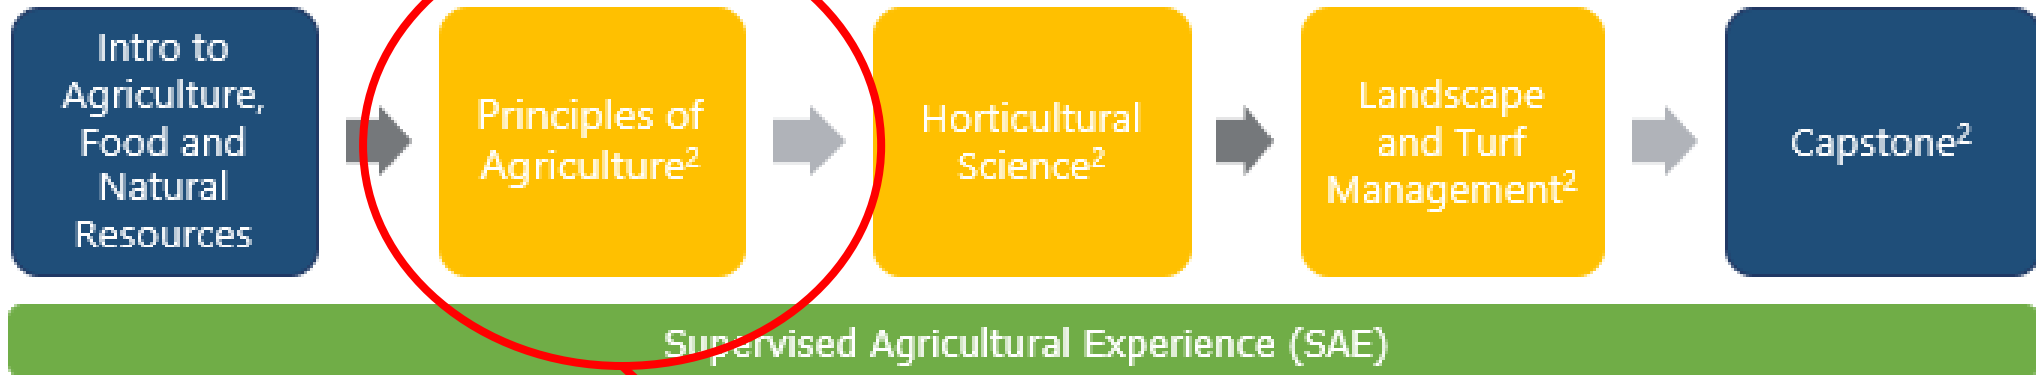 Intro to
Agriculture,
Food and
Natural
Resources
Principles of
Agriculture²
Horticultural
Science²
Landscape
and Turf
Management²
Capstone²
Supervised Agricultural Experience (SAE)